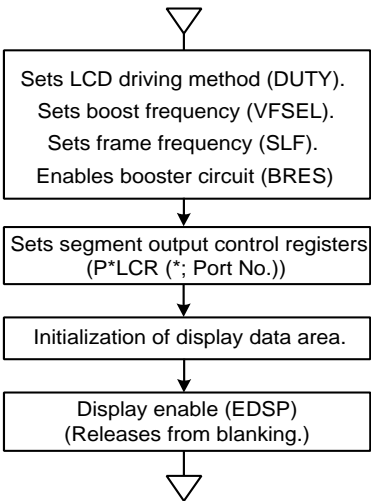 Sets LCD driving method (DUTY).
Sets boost frequency (VFSEL).
Sets frame frequency (SLF).
Enables booster circuit (BRES)
Sets segment output control registers
(P*LCR (*; Port No.))
Initialization of display data area.
Display enable (EDSP)
(Releases from blanking.)